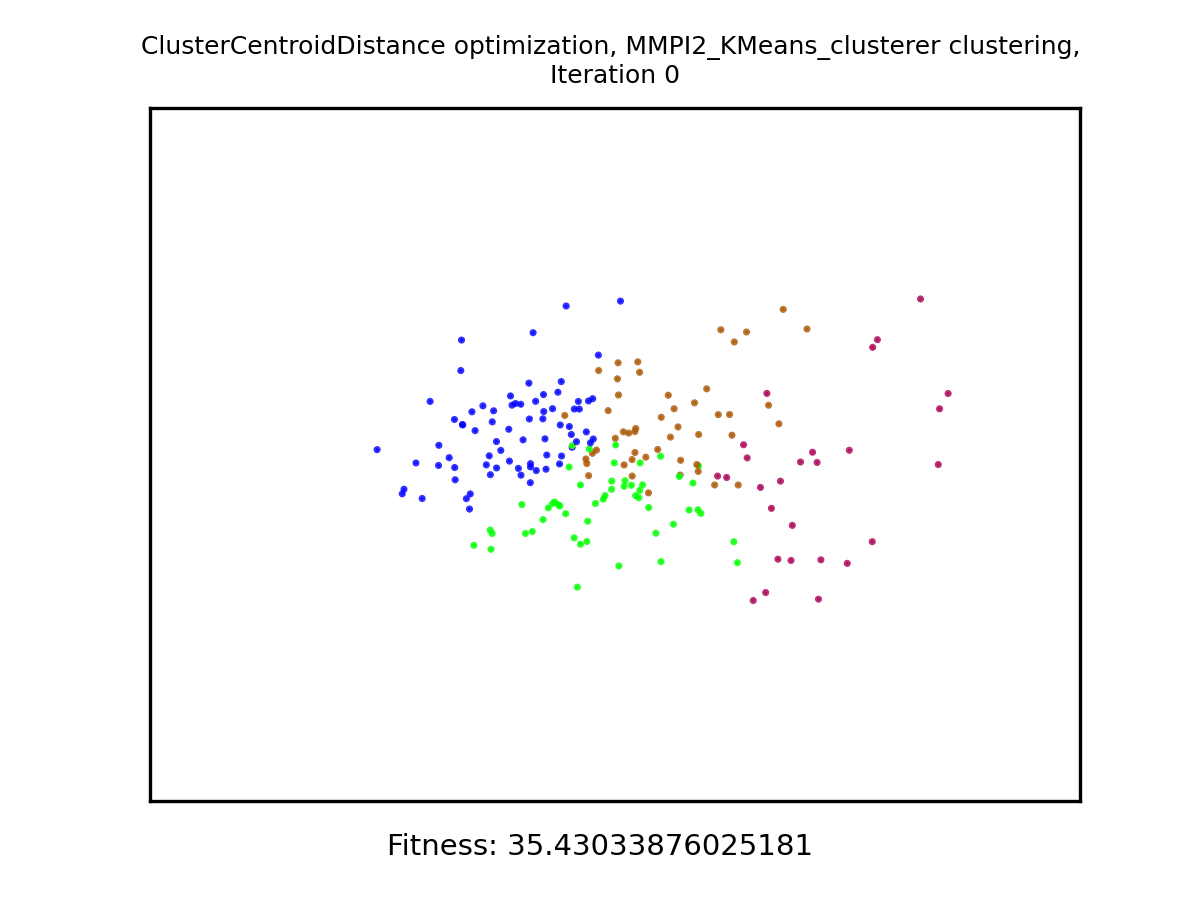 ClusterCentroidDistance optimization, MMPI2_KMeans_clusterer clustering,
Iteration 0
Fitness: 35.43033876025181